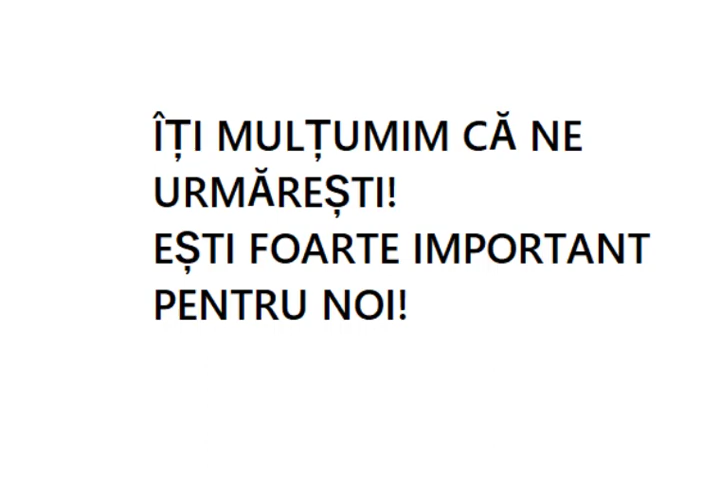 ÎȚI MULȚUMIM CĂ NE
URMĂREȘTI!
EȘTI FOARTE IMPORTANT
PENTRU NOI!